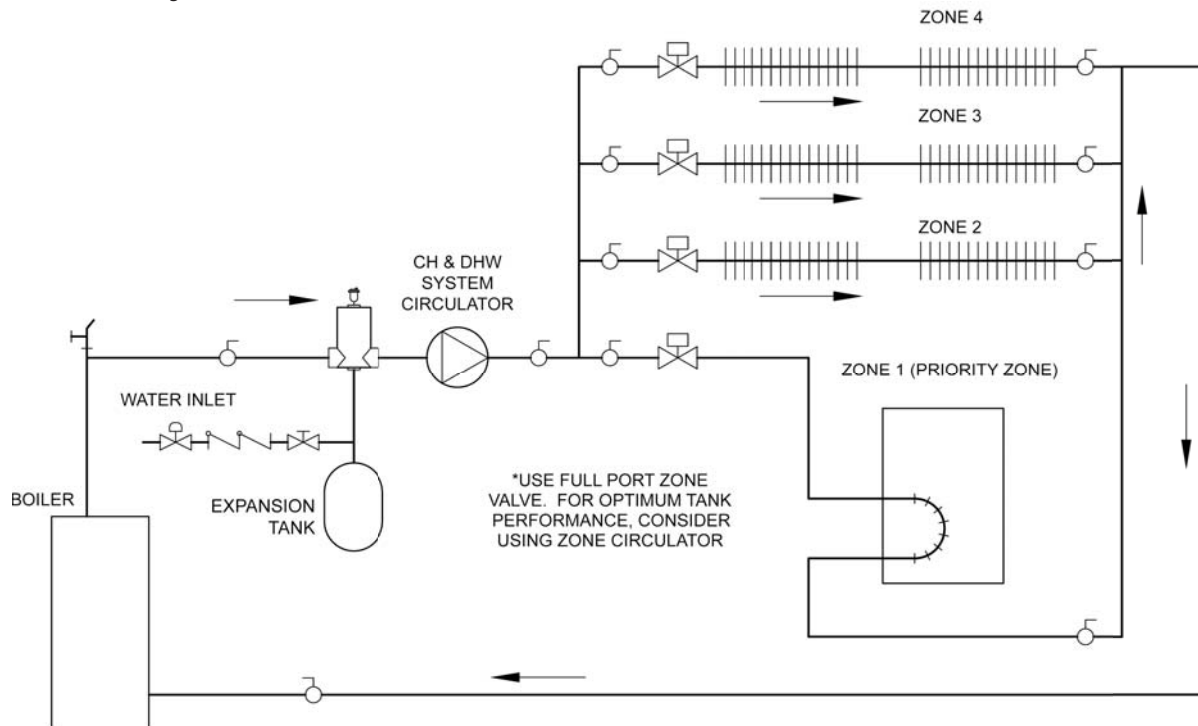 ZONE 4
ZONE 3
ZONE 2
CH & DHW
SYSTEM
CIRCULATOR
ZONE 1 (PRIORITY ZONE)
WATER INLET
BOILER
EXPANSION
TANK
*USE FULL PORT ZONE
VALVE. FOR OPTIMUM TANK
PERFORMANCE, CONSIDER
USING ZONE CIRCULATOR